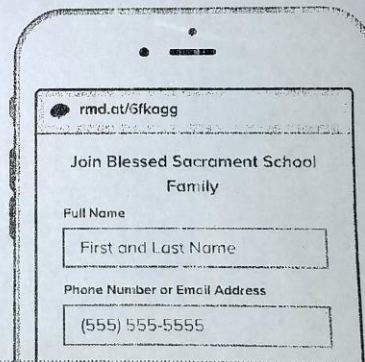 rmd.at/6fkagg
Join Blessed Sacrament School
Family
Full Name
First and Last Name
Phone Number or Email Address
(555) 555-5555